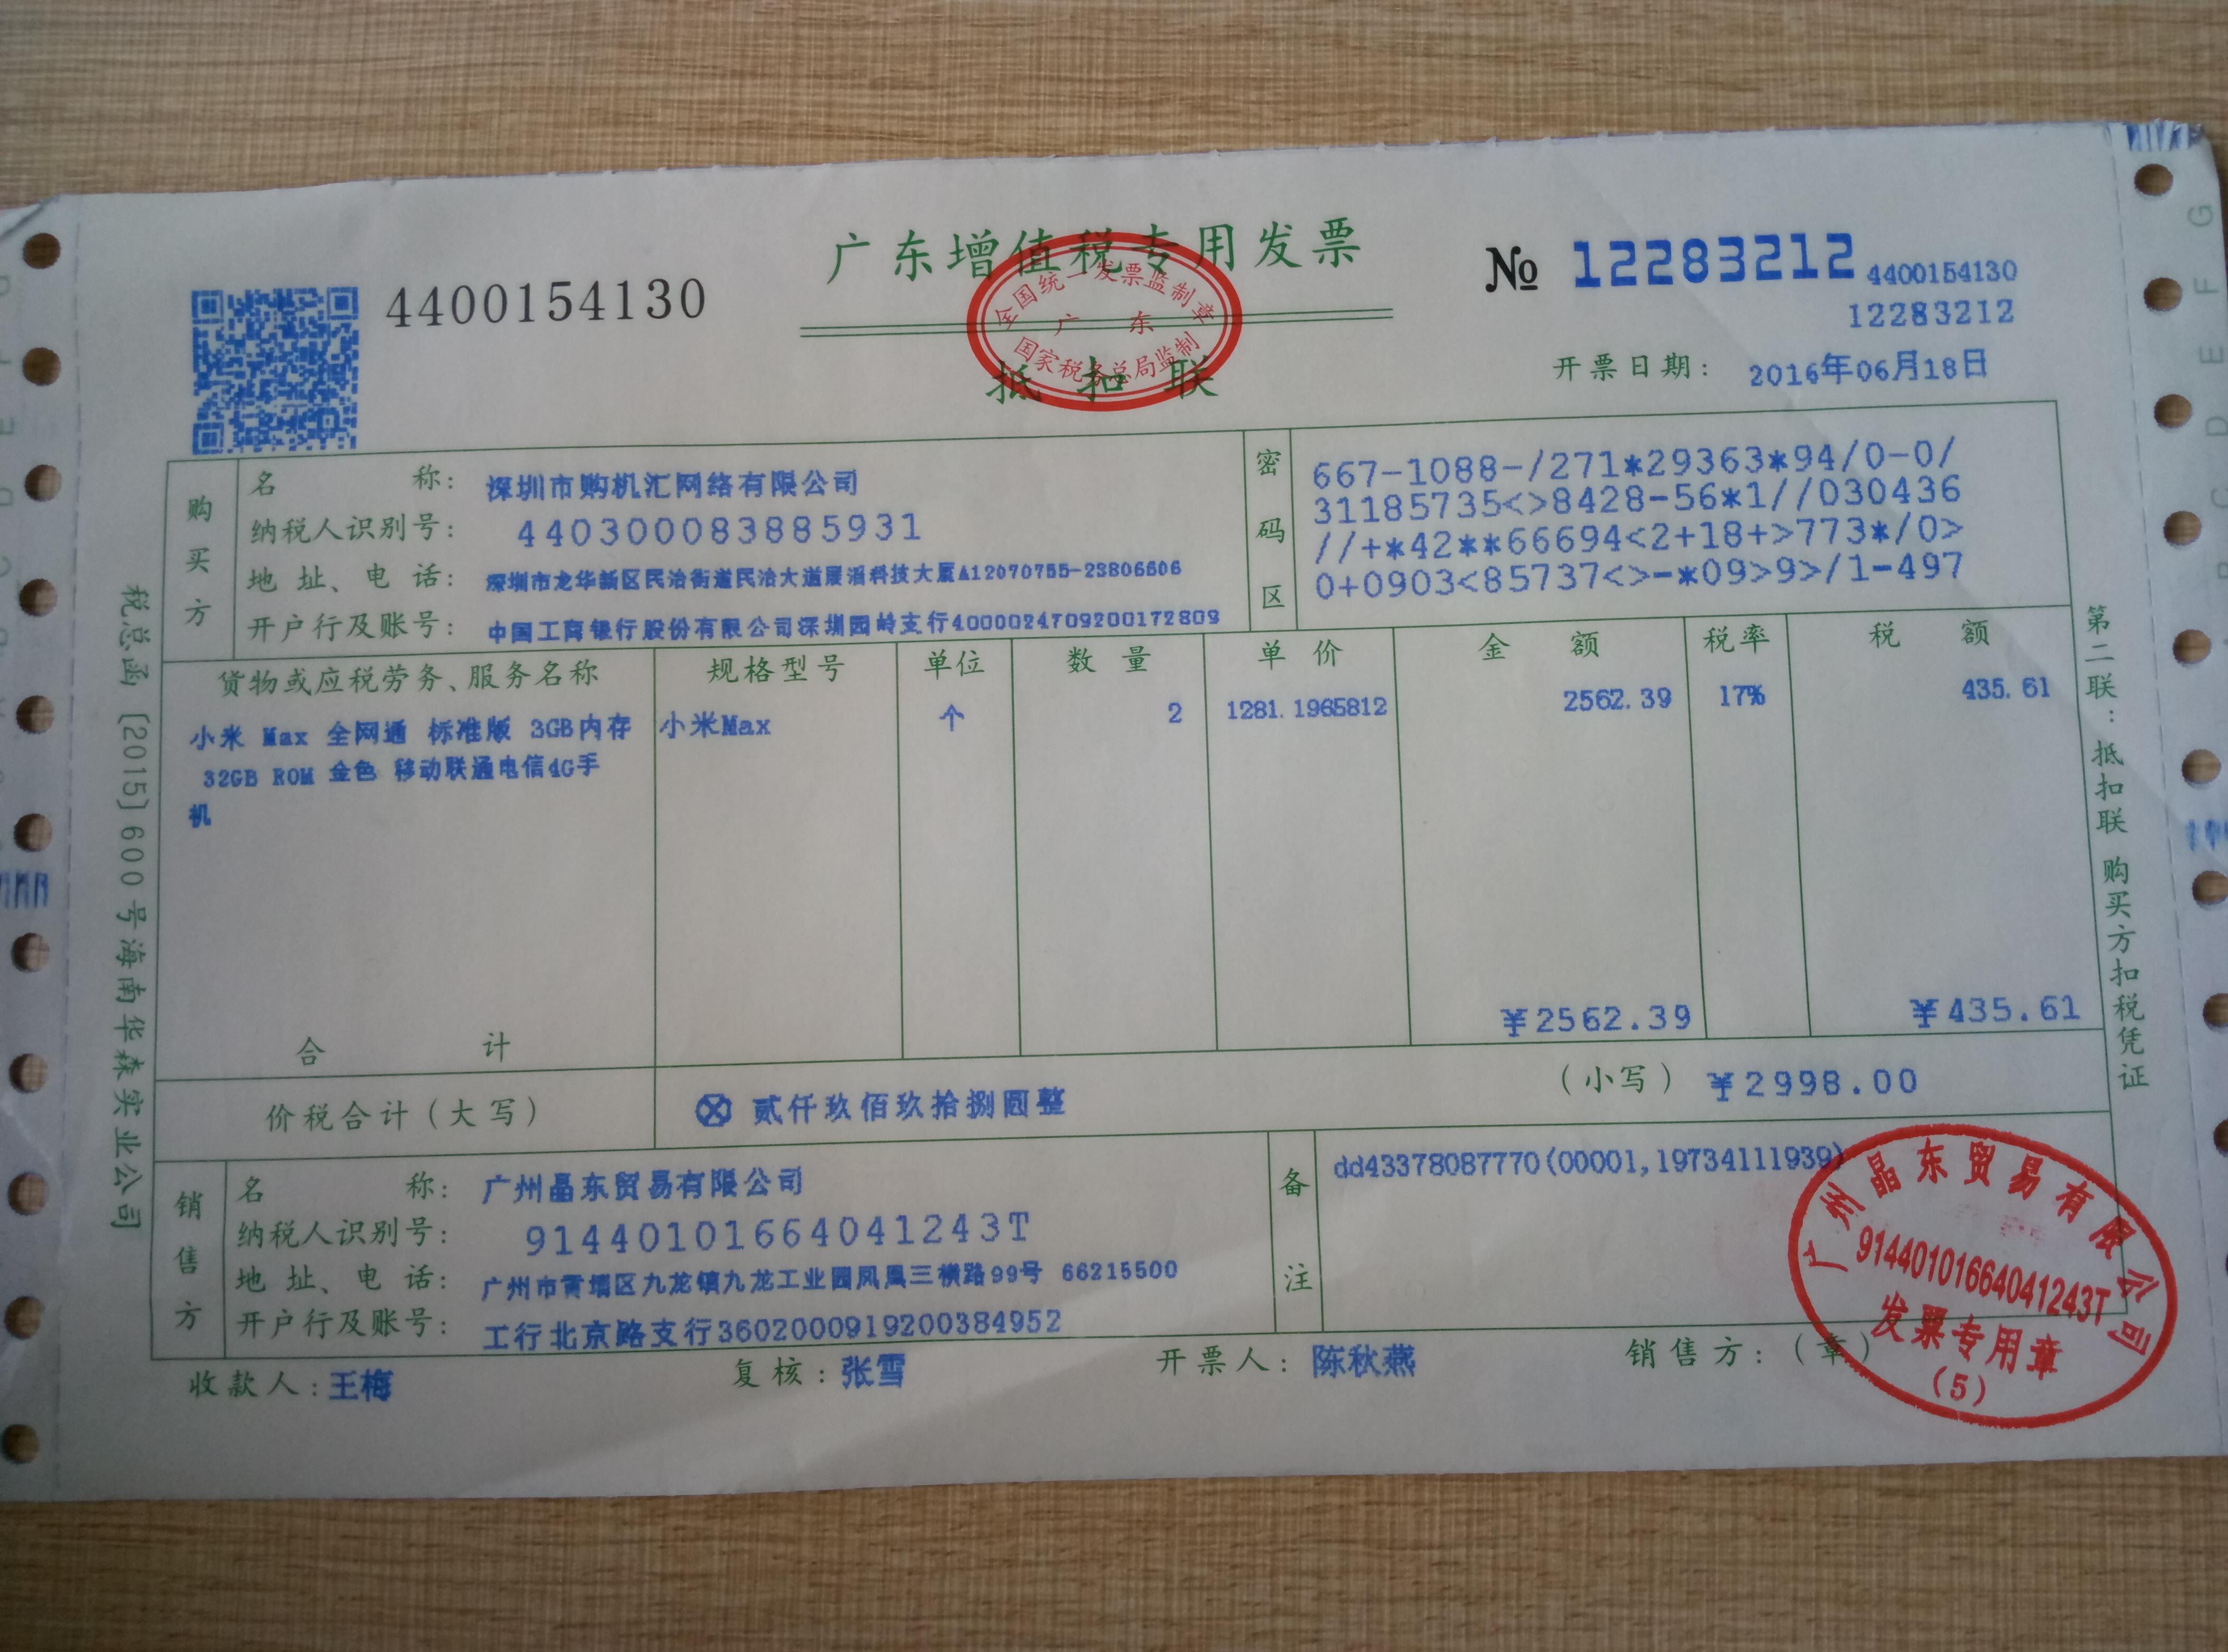 广东增值税专用发票
4400154130
№ 12283212 4400154130
12283212
全国统一发票监制章
广东
国家税务总局监制
抵扣联
开票日期: 2016年06月18日
购买方
名称: 深圳市购机汇网络有限公司
纳税人识别号: 440300083885931
地址、电话: 深圳市龙华新区民治街道民治大道展滔科技大厦A12070755-23806606
开户行及账号: 中国工商银行股份有限公司深圳园岭支行4000024709200172809
密码区
667-1088-/271*29363*94/0-0/
31185735<>8428-56*1//030436
//+*42**66694<2+18+>773*/0>
0+0903<85737<>-*09>9>/1-497
货物或应税劳务、服务名称 规格型号 单位 数量 单价 金额 税率 税额
小米 Max 全网通 标准版 3GB内存 小米Max 个 2 1281.1965812 2562.39 17% 435.61
32GB ROM 金色 移动联通电信4G手
机
合计 ¥2562.39 ¥435.61
价税合计(大写) ⊗ 贰仟玖佰玖拾捌圆整 (小写) ¥2998.00
销售方
名称: 广州晶东贸易有限公司
纳税人识别号: 91440101664041243T
地址、电话: 广州市黄埔区九龙镇九龙工业园凤凰三横路99号 66215500
开户行及账号: 工行北京路支行3602000919200384952
备注
dd43378087770(00001,19734111939)
收款人: 王梅 复核: 张雪 开票人: 陈秋燕 销售方: (章)
广州晶东贸易有限公司
91440101664041243T
发票专用章
(5)
税总函[2015]600号海南华森实业公司
第二联: 抵扣联 购买方扣税凭证